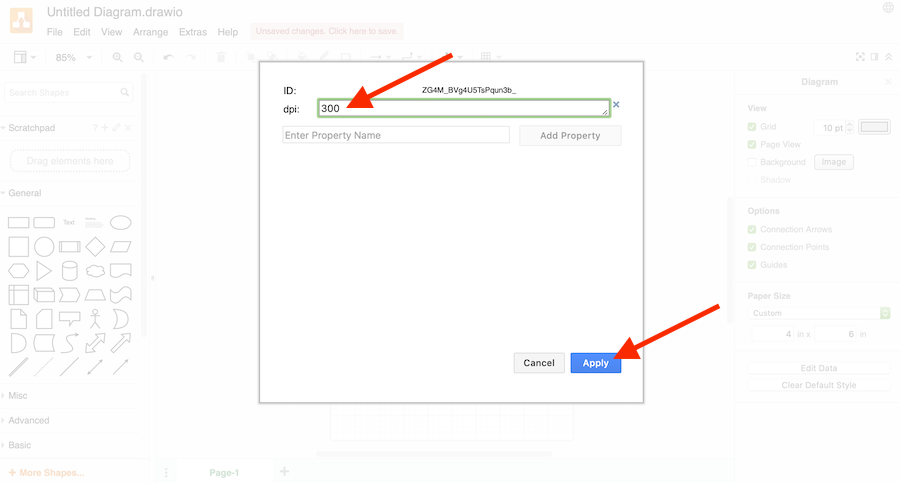 Untitled Diagram.drawio
File Edit View Arrange Extras Help Unsaved changes. Click here to save.
85%
Search Shapes
Scratchpad
Drag elements here
General
Text
Misc
Advanced
Basic
+ More Shapes...
ID: ZG4M_BVg4U5TsPqun3b_
dpi: 300
Enter Property Name Add Property
Cancel Apply
Page-1
Diagram
View
Grid 10 pt
Page View
Background Image
Shadow
Options
Connection Arrows
Connection Points
Guides
Paper Size
Custom
4 in x 6 in
Edit Data
Clear Default Style